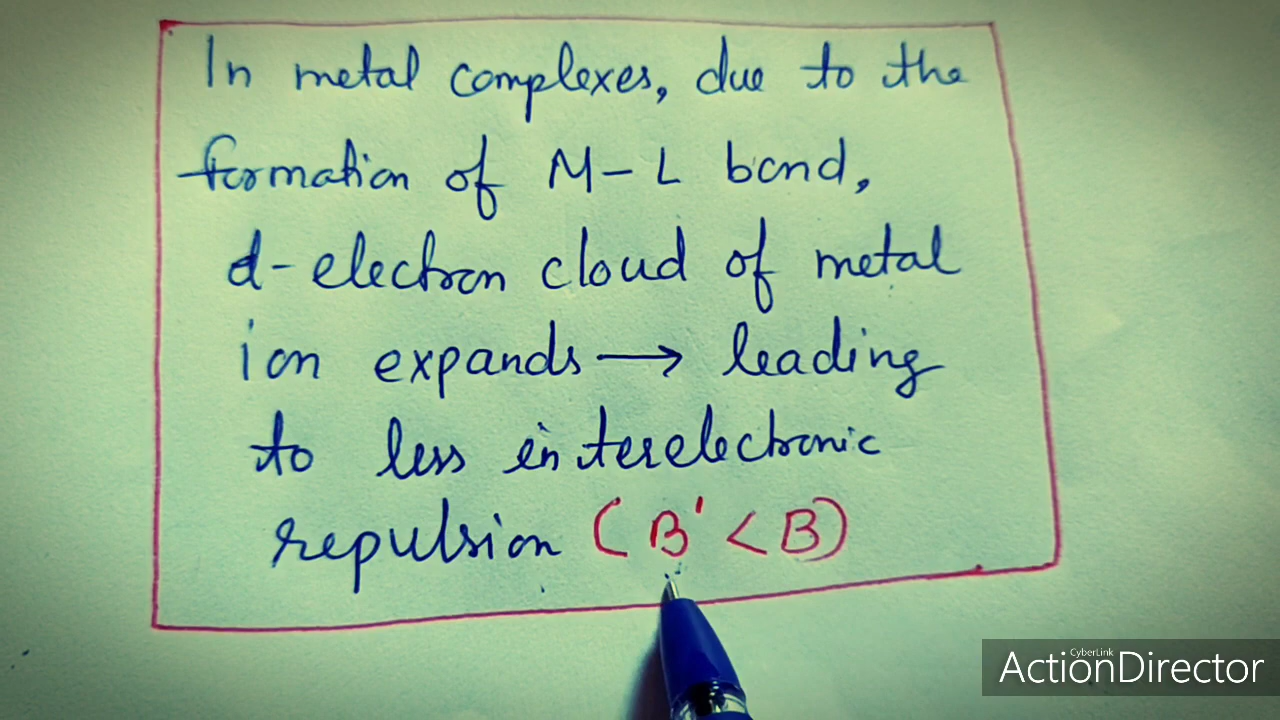 In metal complexes, due to the
formation of M-L bond,
d-electron cloud of metal
ion expands → leading
to less interelectronic
repulsion (B' < B)
CyberLink
ActionDirector